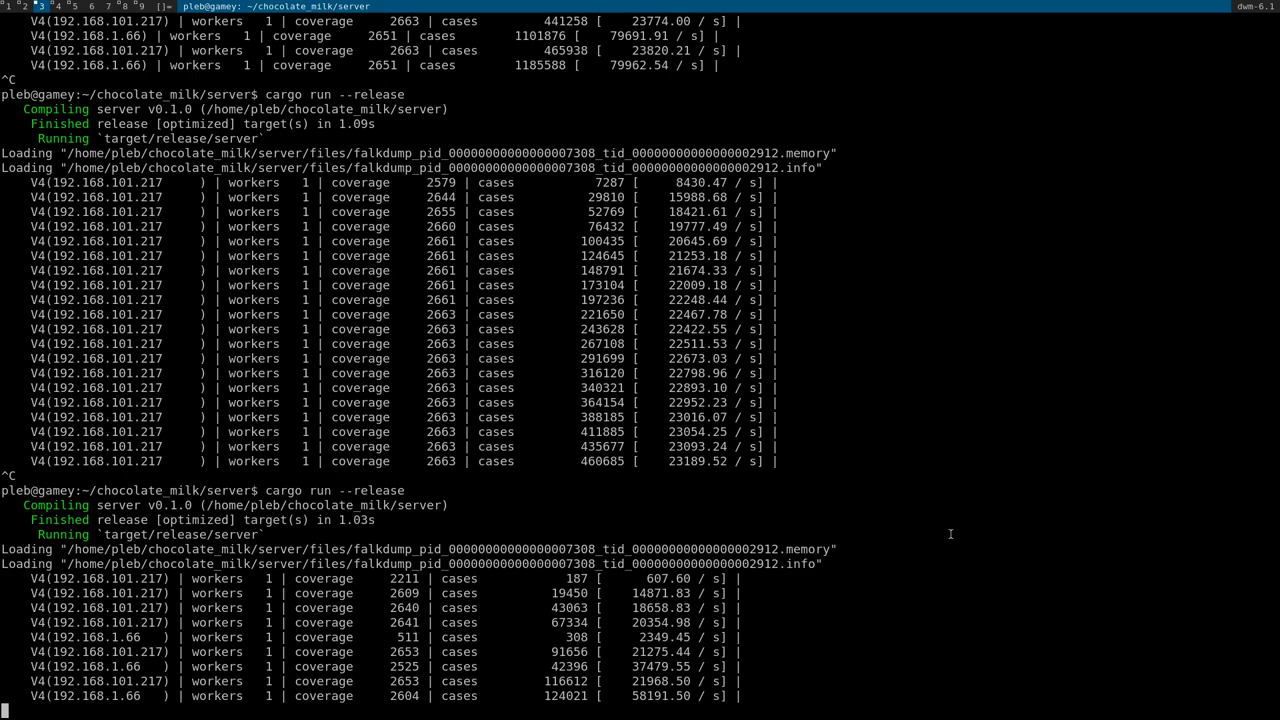 1 2 3 4 5 6 7 8 9 []= pleb@gamey: ~/chocolate_milk/server dwm-6.1
V4(192.168.101.217) | workers 1 | coverage 2663 | cases 441258 [ 23774.00 / s] |
V4(192.168.1.66) | workers 1 | coverage 2651 | cases 1101876 [ 79691.91 / s] |
V4(192.168.101.217) | workers 1 | coverage 2663 | cases 465938 [ 23820.21 / s] |
V4(192.168.1.66) | workers 1 | coverage 2651 | cases 1185588 [ 79962.54 / s] |
^C
pleb@gamey:~/chocolate_milk/server$ cargo run --release
Compiling server v0.1.0 (/home/pleb/chocolate_milk/server)
Finished release [optimized] target(s) in 1.09s
Running `target/release/server`
Loading "/home/pleb/chocolate_milk/server/files/falkdump_pid_00000000000000007308_tid_00000000000000002912.memory"
Loading "/home/pleb/chocolate_milk/server/files/falkdump_pid_00000000000000007308_tid_00000000000000002912.info"
V4(192.168.101.217 ) | workers 1 | coverage 2579 | cases 7287 [ 8430.47 / s] |
V4(192.168.101.217 ) | workers 1 | coverage 2644 | cases 29810 [ 15988.68 / s] |
V4(192.168.101.217 ) | workers 1 | coverage 2655 | cases 52769 [ 18421.61 / s] |
V4(192.168.101.217 ) | workers 1 | coverage 2660 | cases 76432 [ 19777.49 / s] |
V4(192.168.101.217 ) | workers 1 | coverage 2661 | cases 100435 [ 20645.69 / s] |
V4(192.168.101.217 ) | workers 1 | coverage 2661 | cases 124645 [ 21253.18 / s] |
V4(192.168.101.217 ) | workers 1 | coverage 2661 | cases 148791 [ 21674.33 / s] |
V4(192.168.101.217 ) | workers 1 | coverage 2661 | cases 173104 [ 22009.18 / s] |
V4(192.168.101.217 ) | workers 1 | coverage 2661 | cases 197236 [ 22248.44 / s] |
V4(192.168.101.217 ) | workers 1 | coverage 2663 | cases 221650 [ 22467.78 / s] |
V4(192.168.101.217 ) | workers 1 | coverage 2663 | cases 243628 [ 22422.55 / s] |
V4(192.168.101.217 ) | workers 1 | coverage 2663 | cases 267108 [ 22511.53 / s] |
V4(192.168.101.217 ) | workers 1 | coverage 2663 | cases 291699 [ 22673.03 / s] |
V4(192.168.101.217 ) | workers 1 | coverage 2663 | cases 316120 [ 22798.96 / s] |
V4(192.168.101.217 ) | workers 1 | coverage 2663 | cases 340321 [ 22893.10 / s] |
V4(192.168.101.217 ) | workers 1 | coverage 2663 | cases 364154 [ 22952.23 / s] |
V4(192.168.101.217 ) | workers 1 | coverage 2663 | cases 388185 [ 23016.07 / s] |
V4(192.168.101.217 ) | workers 1 | coverage 2663 | cases 411885 [ 23054.25 / s] |
V4(192.168.101.217 ) | workers 1 | coverage 2663 | cases 435677 [ 23093.24 / s] |
V4(192.168.101.217 ) | workers 1 | coverage 2663 | cases 460685 [ 23189.52 / s] |
^C
pleb@gamey:~/chocolate_milk/server$ cargo run --release
Compiling server v0.1.0 (/home/pleb/chocolate_milk/server)
Finished release [optimized] target(s) in 1.03s
Running `target/release/server`
Loading "/home/pleb/chocolate_milk/server/files/falkdump_pid_00000000000000007308_tid_00000000000000002912.memory"
Loading "/home/pleb/chocolate_milk/server/files/falkdump_pid_00000000000000007308_tid_00000000000000002912.info"
V4(192.168.101.217) | workers 1 | coverage 2211 | cases 187 [ 607.60 / s] |
V4(192.168.101.217) | workers 1 | coverage 2609 | cases 19450 [ 14871.83 / s] |
V4(192.168.101.217) | workers 1 | coverage 2640 | cases 43063 [ 18658.83 / s] |
V4(192.168.101.217) | workers 1 | coverage 2641 | cases 67334 [ 20354.98 / s] |
V4(192.168.1.66 ) | workers 1 | coverage 511 | cases 308 [ 2349.45 / s] |
V4(192.168.101.217) | workers 1 | coverage 2653 | cases 91656 [ 21275.44 / s] |
V4(192.168.1.66 ) | workers 1 | coverage 2525 | cases 42396 [ 37479.55 / s] |
V4(192.168.101.217) | workers 1 | coverage 2653 | cases 116612 [ 21968.50 / s] |
V4(192.168.1.66 ) | workers 1 | coverage 2604 | cases 124021 [ 58191.50 / s] |